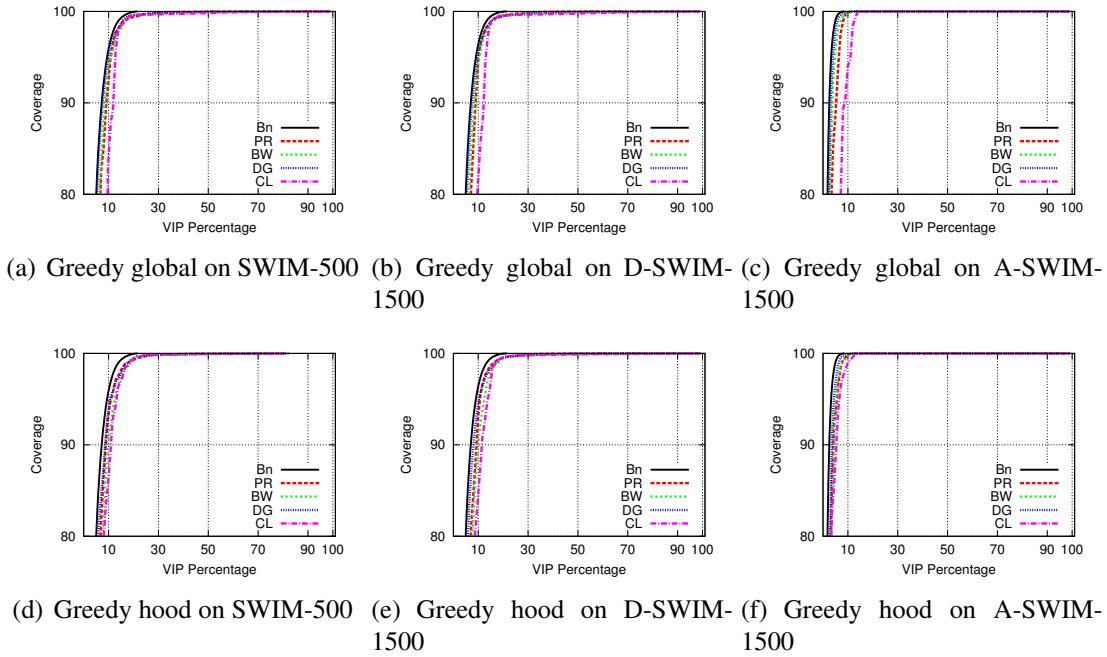 100
90
80
10 30 50 70 90 100
Coverage
VIP Percentage
Bn
PR
BW
DG
CL
(a) Greedy global on SWIM-500
100
90
80
10 30 50 70 90 100
Coverage
VIP Percentage
Bn
PR
BW
DG
CL
(b) Greedy global on D-SWIM-
1500
100
90
80
10 30 50 70 90 100
Coverage
VIP Percentage
Bn
PR
BW
DG
CL
(c) Greedy global on A-SWIM-
1500
100
90
80
10 30 50 70 90 100
Coverage
VIP Percentage
Bn
PR
BW
DG
CL
(d) Greedy hood on SWIM-500
100
90
80
10 30 50 70 90 100
Coverage
VIP Percentage
Bn
PR
BW
DG
CL
(e) Greedy hood on D-SWIM-
1500
100
90
80
10 30 50 70 90 100
Coverage
VIP Percentage
Bn
PR
BW
DG
CL
(f) Greedy hood on A-SWIM-
1500